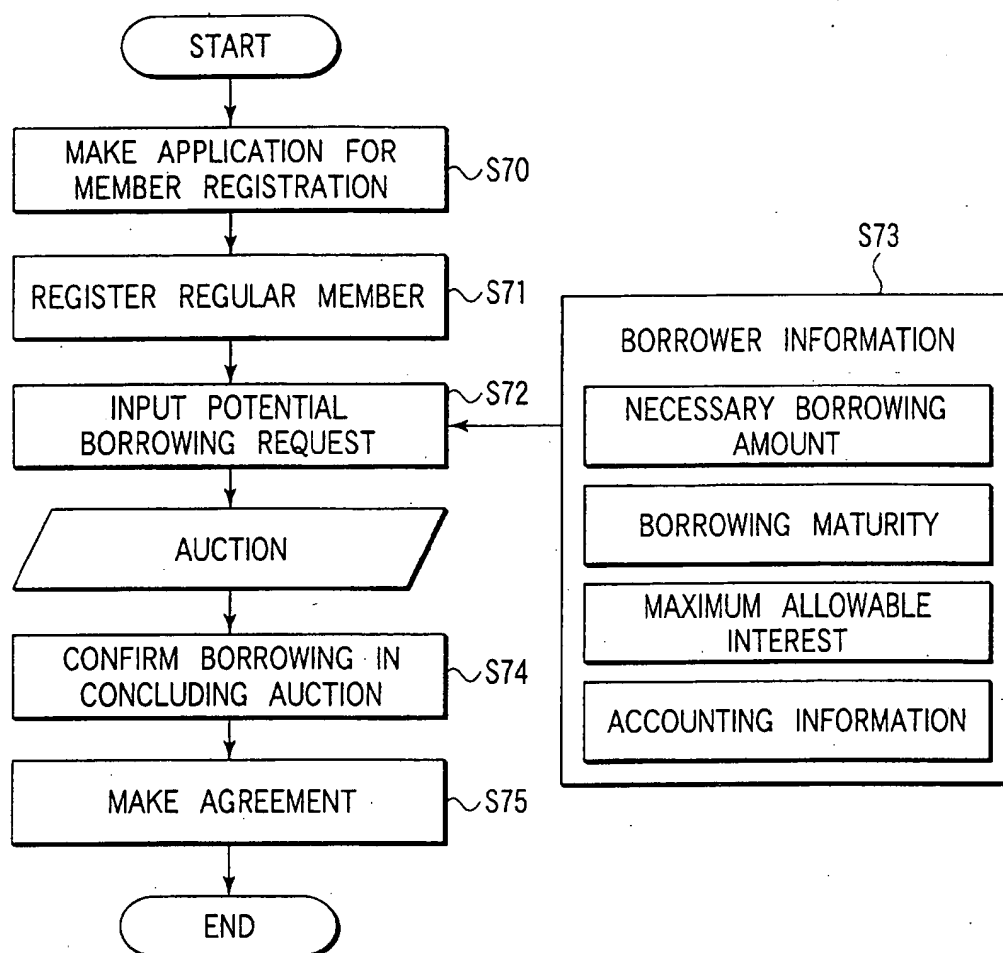 START
MAKE APPLICATION FOR
MEMBER REGISTRATION
S70
REGISTER REGULAR MEMBER
S71
INPUT POTENTIAL
BORROWING REQUEST
S72
AUCTION
CONFIRM BORROWING IN
CONCLUDING AUCTION
S74
MAKE AGREEMENT
S75
END
S73
BORROWER INFORMATION
NECESSARY BORROWING
AMOUNT
BORROWING MATURITY
MAXIMUM ALLOWABLE
INTEREST
ACCOUNTING INFORMATION